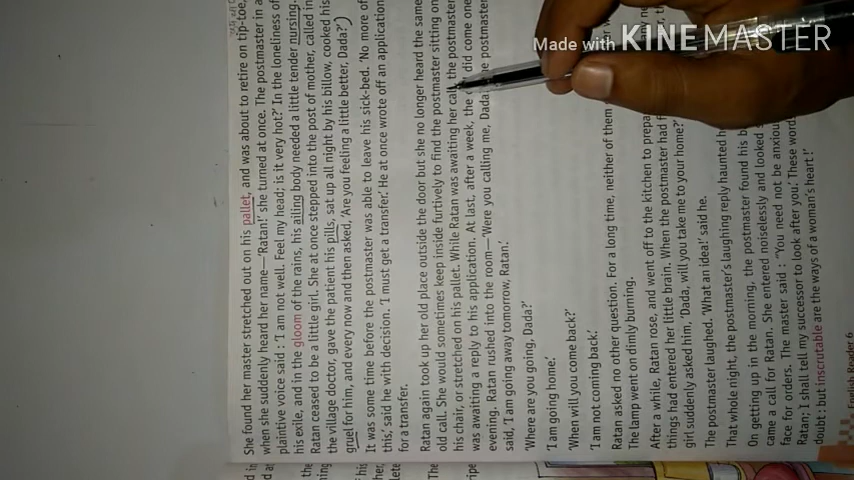 She found her master stretched out on his pallet, and was about to retire on tip-toe,
when she suddenly heard her name—'Ratan!' she turned at once. The postmaster in a
plaintive voice said : 'I am not well. Feel my head; is it very hot?' In the loneliness of
his exile, and in the gloom of the rains, his ailing body needed a little tender nursing.
Ratan ceased to be a little girl. She at once stepped into the post of mother, called in
the village doctor, gave the patient his pills, sat up all night by his billow, cooked his
gruel for him, and every now and then asked, 'Are you feeling a little better, Dada?'
It was some time before the postmaster was able to leave his sick-bed. 'No more of
this,' said he with decision. 'I must get a transfer.' He at once wrote off an application
for a transfer.
Ratan again took up her old place outside the door but she no longer heard the same
old call. She would sometimes keep inside furtively to find the postmaster sitting on
his chair, or stretched on his pallet. While Ratan was awaiting her call, the postmaster
was awaiting a reply to his application. At last, after a week, the did come one
evening. Ratan rushed into the room—'Were you calling me, Dada postmaster
said, 'I am going away tomorrow, Ratan.'
'Where are you going, Dada?'
'I am going home.'
'When will you come back?'
'I am not coming back.'
Ratan asked no other question. For a long time, neither of them
The lamp went on dimly burning.
After a while, Ratan rose, and went off to the kitchen to prepa
things had entered her little brain. When the postmaster had
girl suddenly asked him, 'Dada, will you take me to your home?'
The postmaster laughed. 'What an idea!' said he.
That whole night, the postmaster's laughing reply haunted
On getting up in the morning, the postmaster found his
came a call for Ratan. She entered noiselessly and looked
face for orders. The master said : "You need not be anxiou
Ratan; I shall tell my successor to look after you.' These word
doubt : but inscrutable are the ways of a woman's heart !'
English Reader 6
Made with KINEMASTER